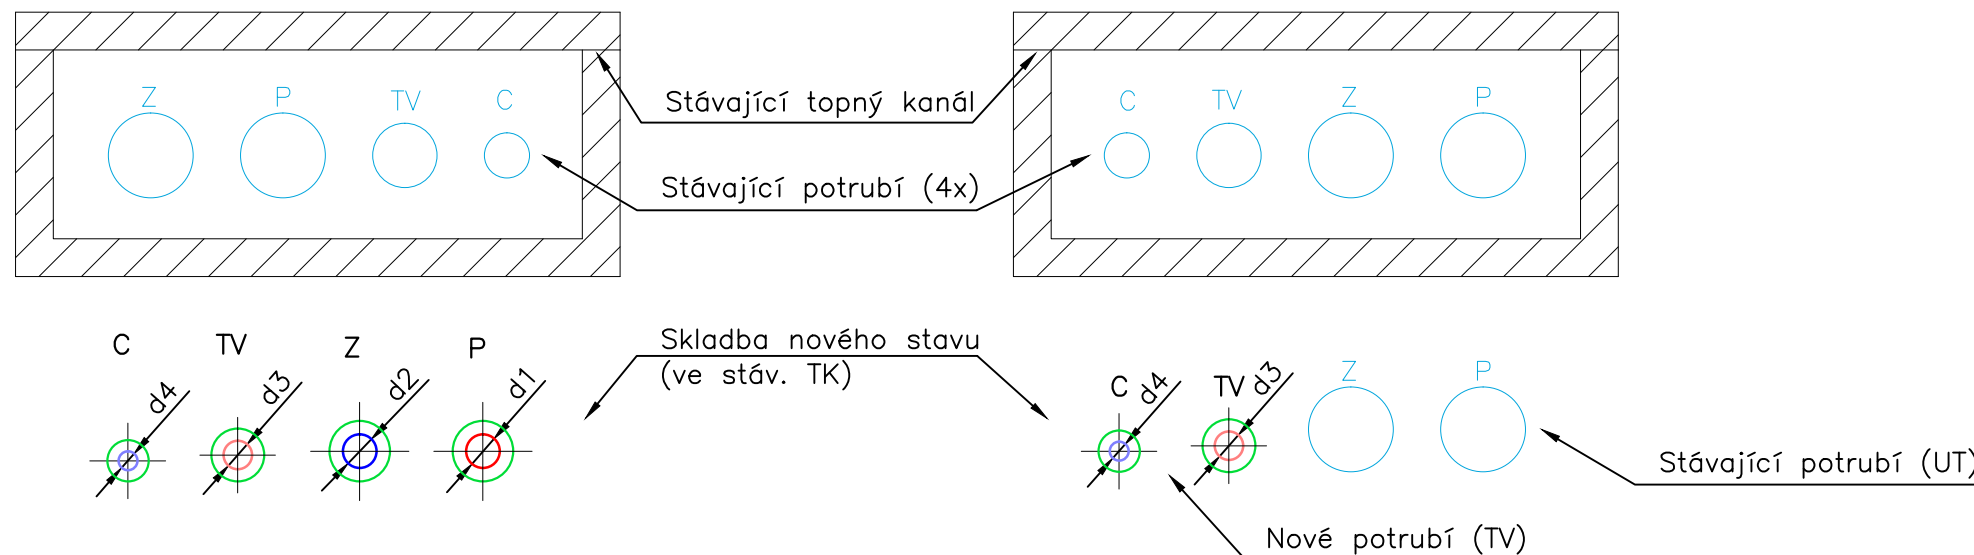 Z P TV C
C TV Z P
Stávající topný kanál
Stávající potrubí (4x)
C TV Z P
d4 d3 d2 d1
Skladba nového stavu
(ve stáv. TK)
C TV Z P
d4 d3
Stávající potrubí (UT)
Nové potrubí (TV)